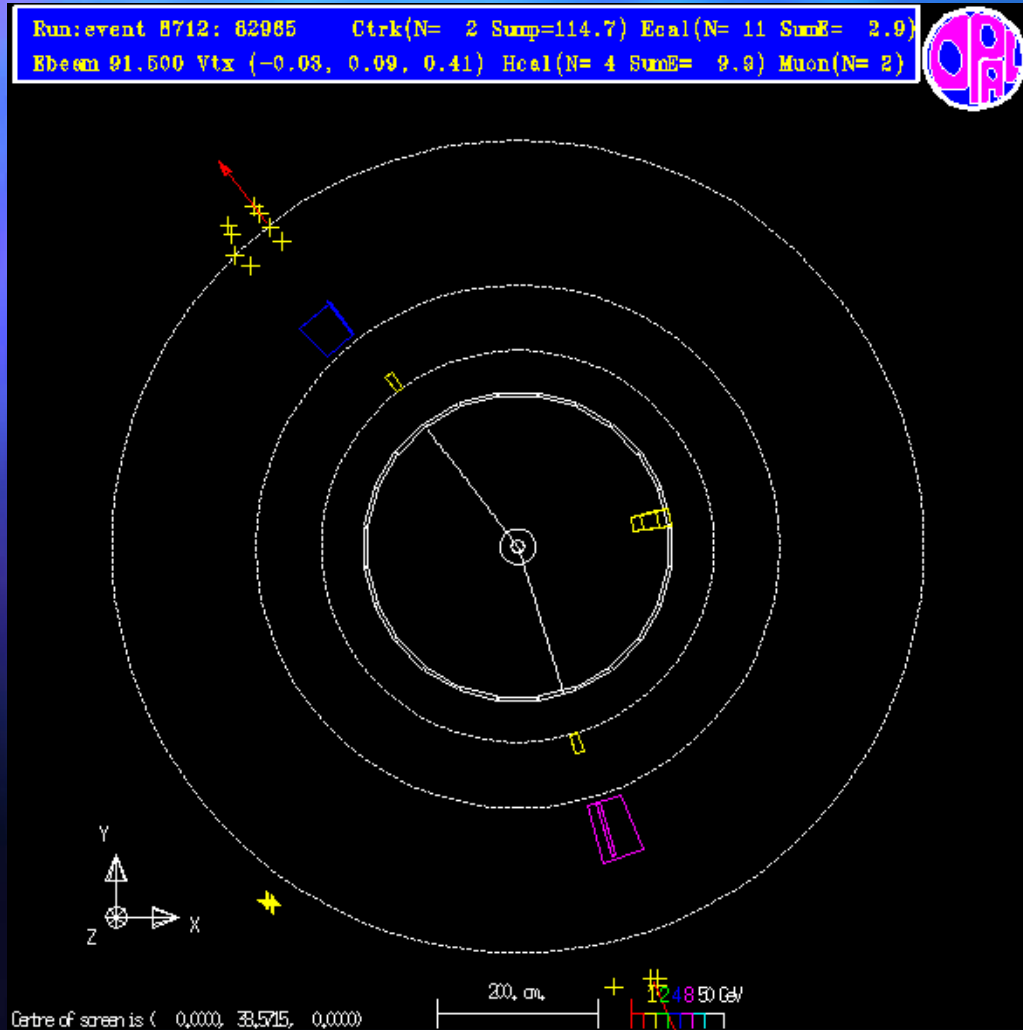 Run:event 8712: 82965 Ctrk(N= 2 Sump=114.7) Ecal(N= 11 SumE= 2.9)
Ebeam 91.500 Vtx (-0.03, 0.09, 0.41) Hcal(N= 4 SumE= 9.9) Muon(N= 2)
OPAL
Y
Z X
200. cm.
1 2 4 8 50 GeV
Centre of screen is ( 0.0000, 38.5715, 0.0000)